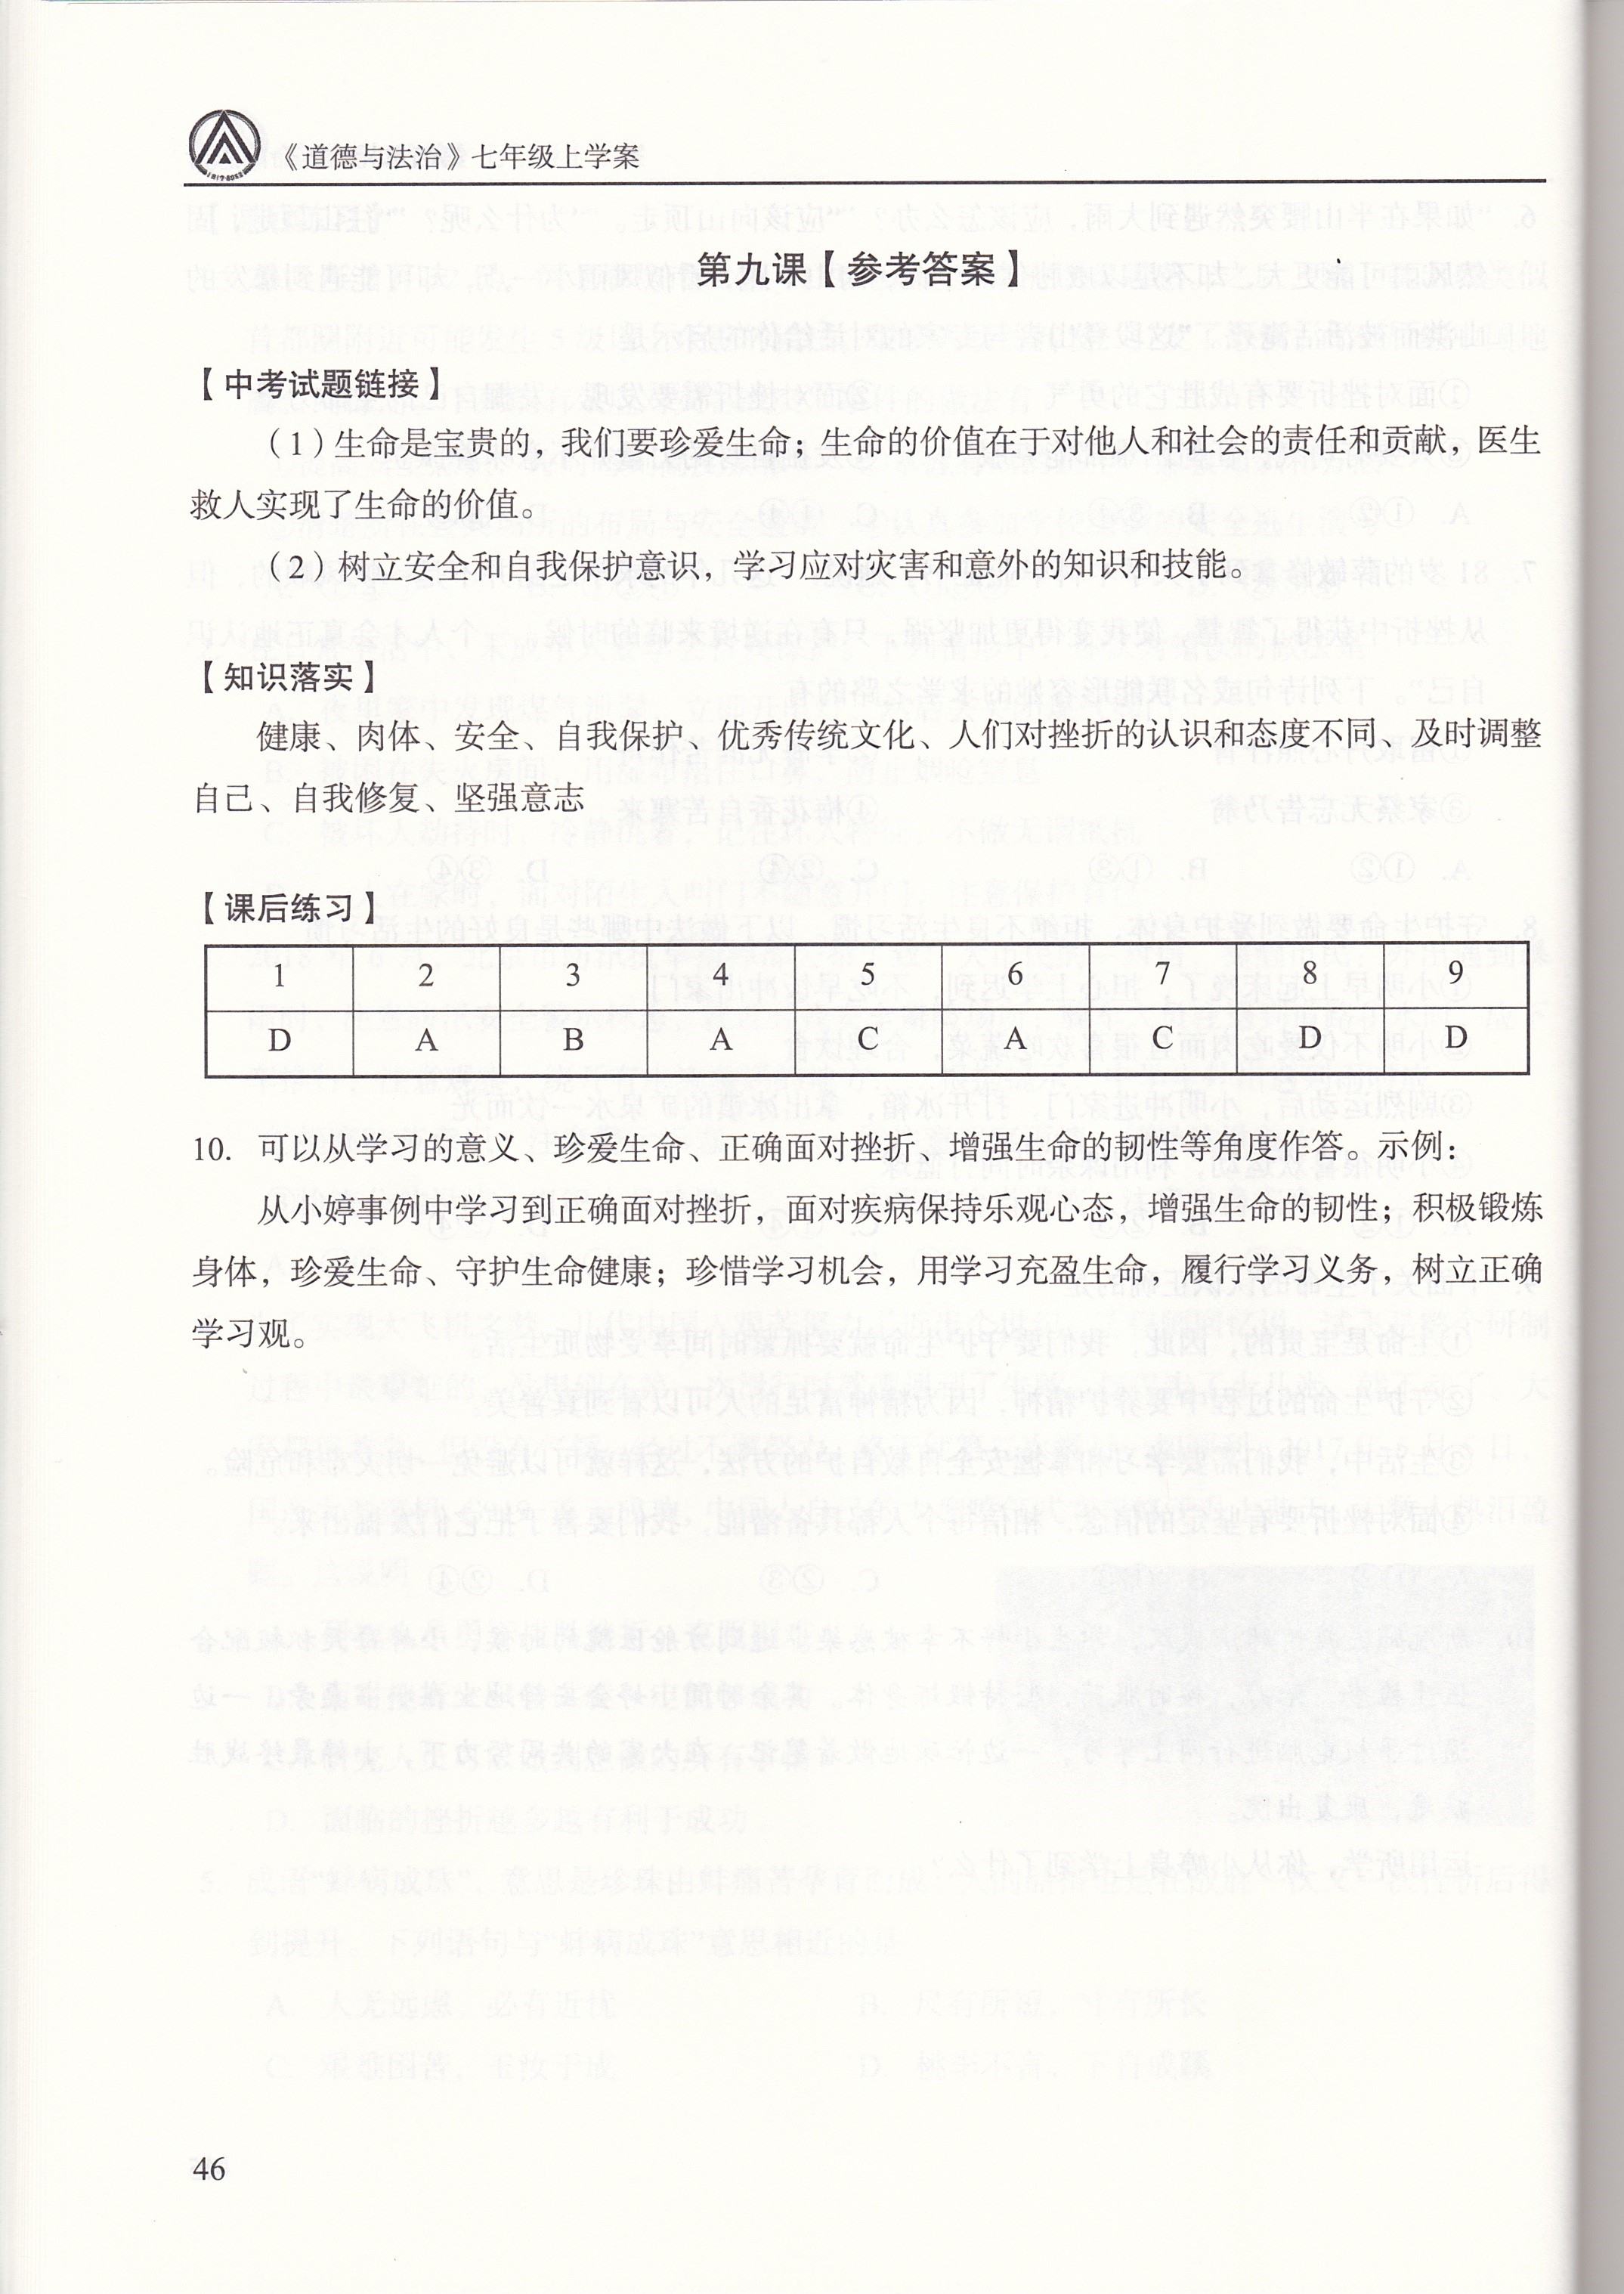 《道德与法治》七年级上学案
第九课【参考答案】
【中考试题链接】
（1）生命是宝贵的，我们要珍爱生命；生命的价值在于对他人和社会的责任和贡献，医生
救人实现了生命的价值。
（2）树立安全和自我保护意识，学习应对灾害和意外的知识和技能。
【知识落实】
健康、肉体、安全、自我保护、优秀传统文化、人们对挫折的认识和态度不同、及时调整
自己、自我修复、坚强意志
【课后练习】
1 2 3 4 5 6 7 8 9
D A B A C A C D D
10. 可以从学习的意义、珍爱生命、正确面对挫折、增强生命的韧性等角度作答。示例：
从小婷事例中学习到正确面对挫折，面对疾病保持乐观心态，增强生命的韧性；积极锻炼
身体，珍爱生命、守护生命健康；珍惜学习机会，用学习充盈生命，履行学习义务，树立正确
学习观。
46